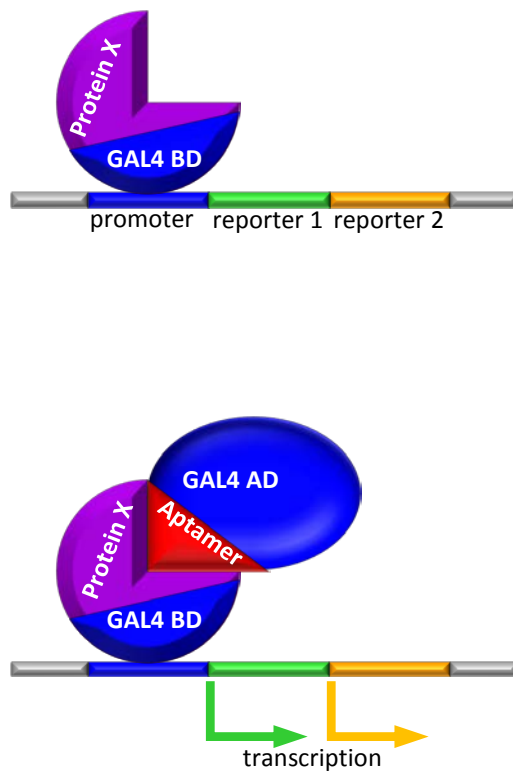 Protein X
GAL4 BD
promoter reporter 1 reporter 2
GAL4 AD
Aptamer
Protein X
GAL4 BD
transcription